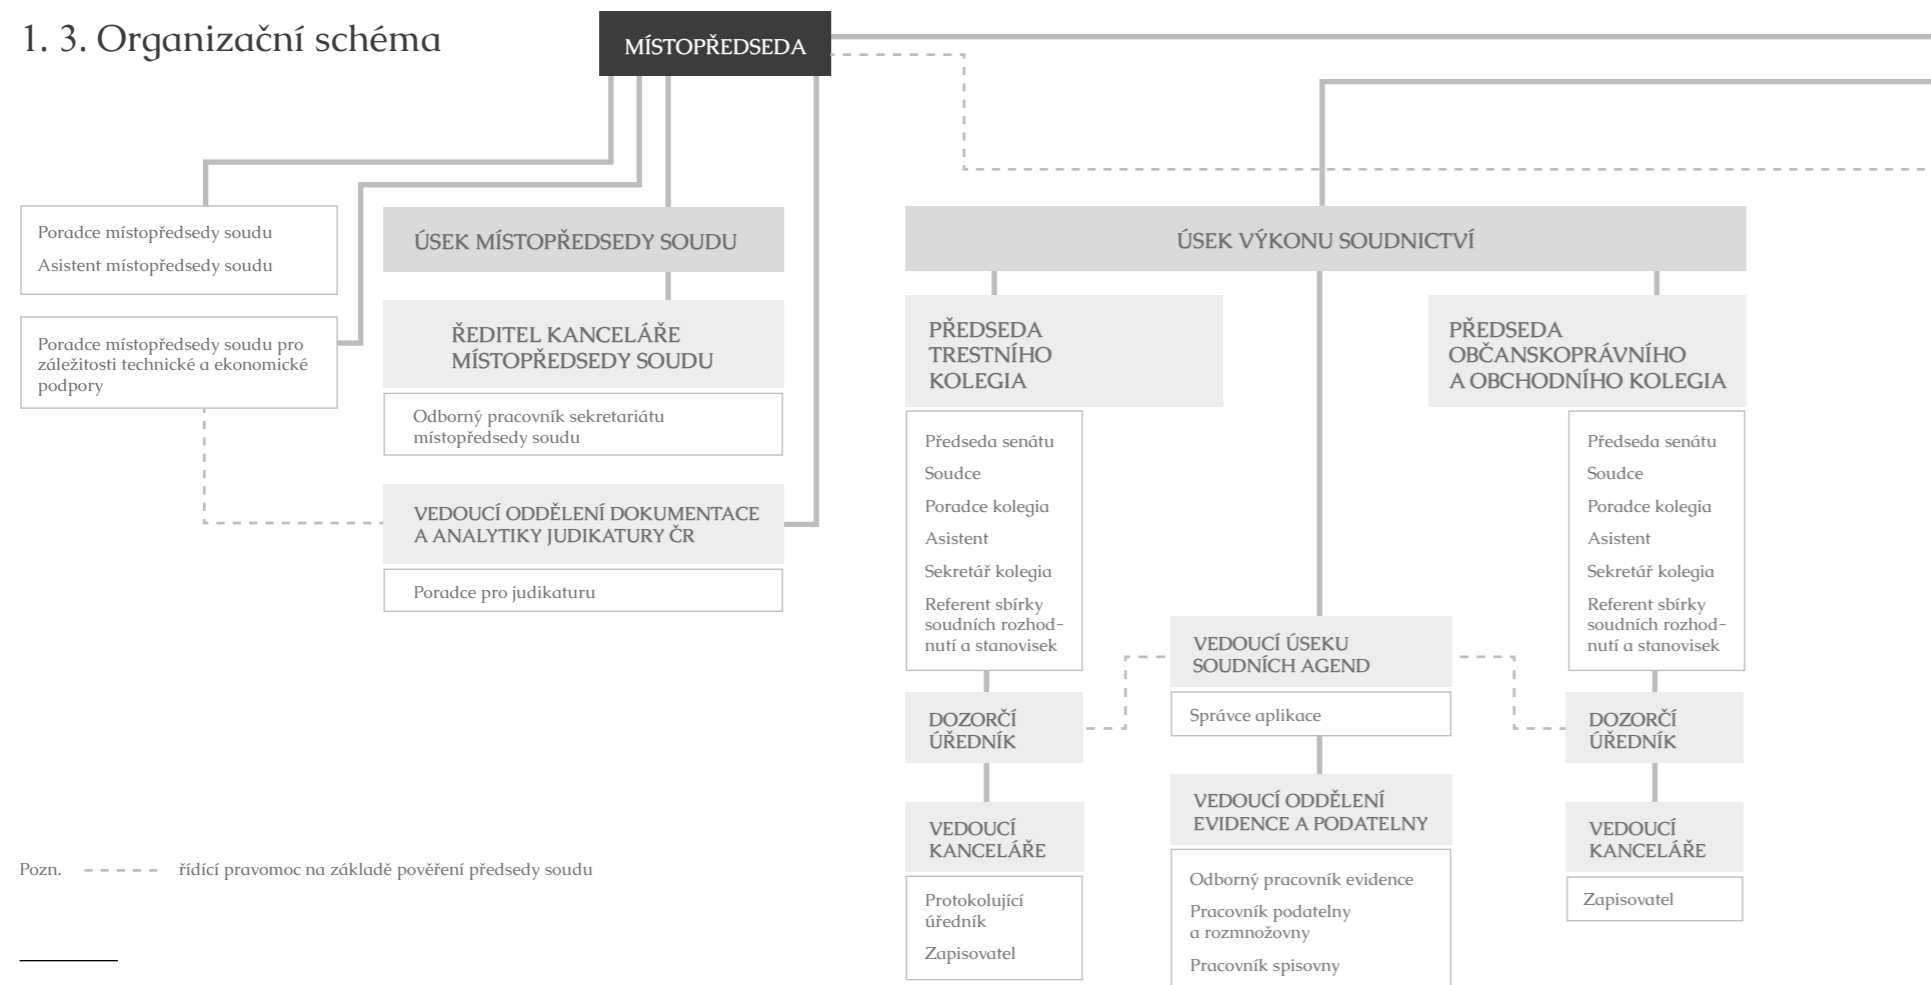 1. 3. Organizační schéma
MÍSTOPŘEDSEDA
Poradce místopředsedy soudu
Asistent místopředsedy soudu
Poradce místopředsedy soudu pro
záležitosti technické a ekonomické
podpory
ÚSEK MÍSTOPŘEDSEDY SOUDU
ŘEDITEL KANCELÁŘE
MÍSTOPŘEDSEDY SOUDU
Odborný pracovník sekretariátu
místopředsedy soudu
VEDOUCÍ ODDĚLENÍ DOKUMENTACE
A ANALYTIKY JUDIKATURY ČR
Poradce pro judikaturu
ÚSEK VÝKONU SOUDNICTVÍ
PŘEDSEDA
TRESTNÍHO
KOLEGIA
Předseda senátu
Soudce
Poradce kolegia
Asistent
Sekretář kolegia
Referent sbírky
soudních rozhod-
nutí a stanovisek
DOZORČÍ
ÚŘEDNÍK
VEDOUCÍ
KANCELÁŘE
Protokolující
úředník
Zapisovatel
VEDOUCÍ ÚSEKU
SOUDNÍCH AGEND
Správce aplikace
VEDOUCÍ ODDĚLENÍ
EVIDENCE A PODATELNY
Odborný pracovník evidence
Pracovník podatelny
a rozmnožovny
Pracovník spisovny
PŘEDSEDA
OBČANSKOPRÁVNÍHO
A OBCHODNÍHO KOLEGIA
Předseda senátu
Soudce
Poradce kolegia
Asistent
Sekretář kolegia
Referent sbírky
soudních rozhod-
nutí a stanovisek
DOZORČÍ
ÚŘEDNÍK
VEDOUCÍ
KANCELÁŘE
Zapisovatel
Pozn. - - - - - řídící pravomoc na základě pověření předsedy soudu